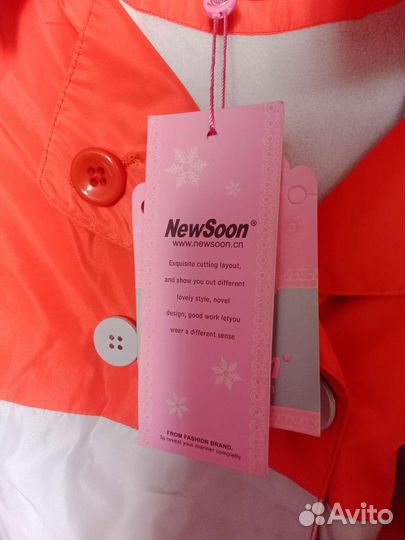 NewSoon®
www.newsoon.cn
Exquisite cutting layout,
and show you out different
lovely style, novel
design, good work letyou
wear a different sense
FROM FASHION BRAND.
To reveal your manner completly
Avito